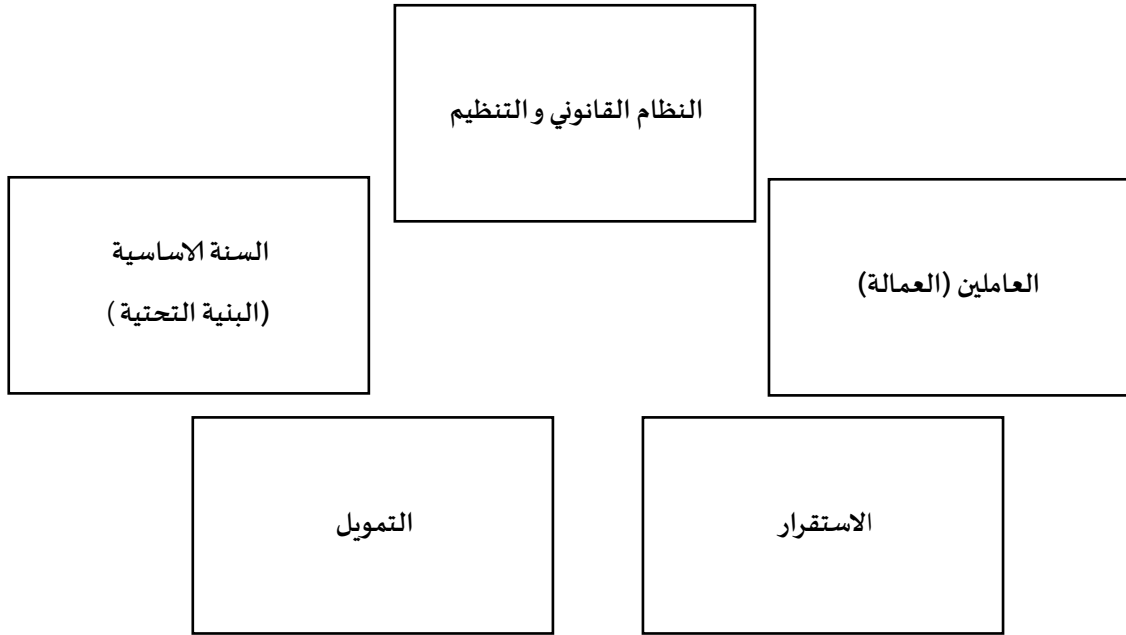 النظام القانوني و التنظيم
العاملين (العمالة)
السنة الاساسية
(البنية التحتية )
الاستقرار
التمويل